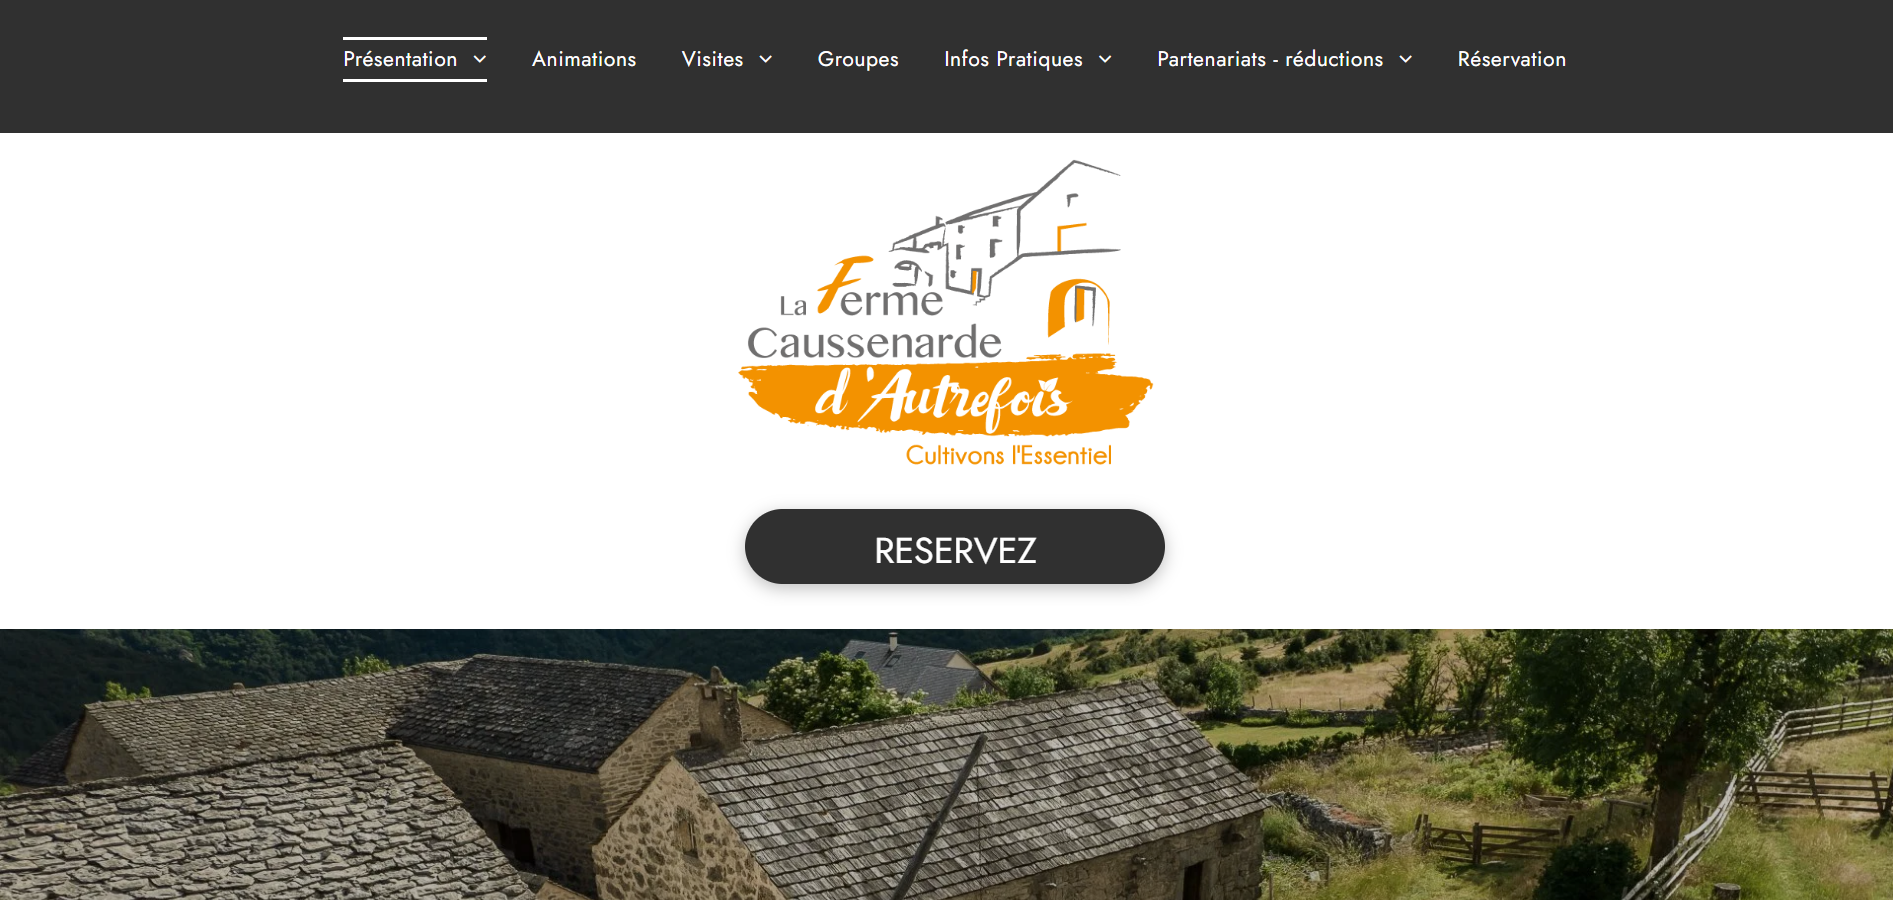 Présentation Animations Visites Groupes Infos Pratiques Partenariats - réductions Réservation
La Ferme
Caussenarde
d'Autrefois
Cultivons l'Essentiel
RESERVEZ